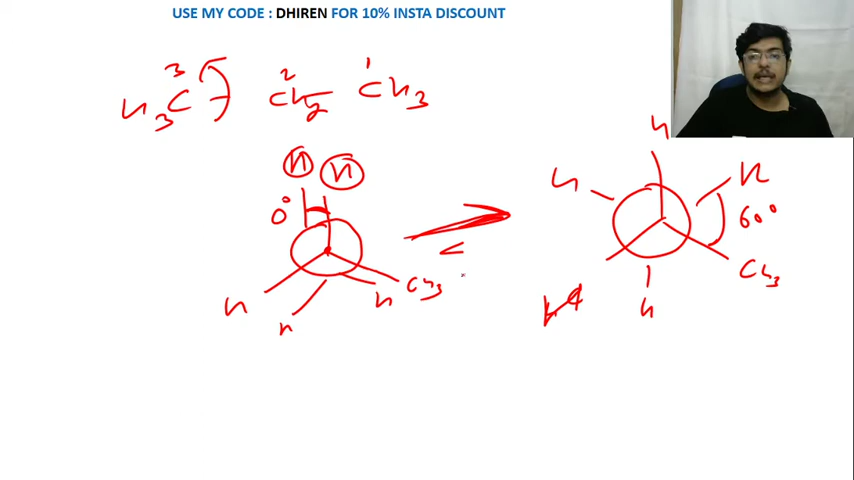 USE MY CODE : DHIREN FOR 10% INSTA DISCOUNT
3 2 1
H3C CH2 CH3
H H
0°
H H H CH3
H
H H
60°
CH3
H H